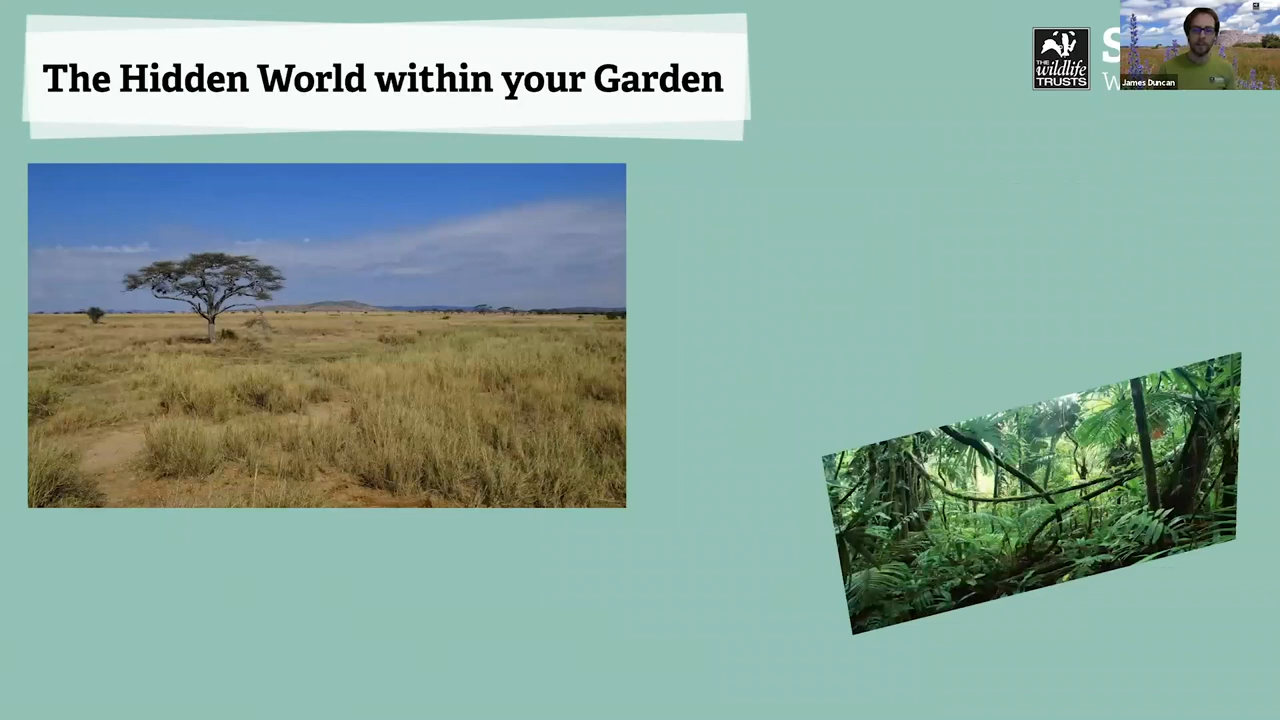 The Hidden World within your Garden
THE
wildlife
TRUSTS
S
W
James Duncan